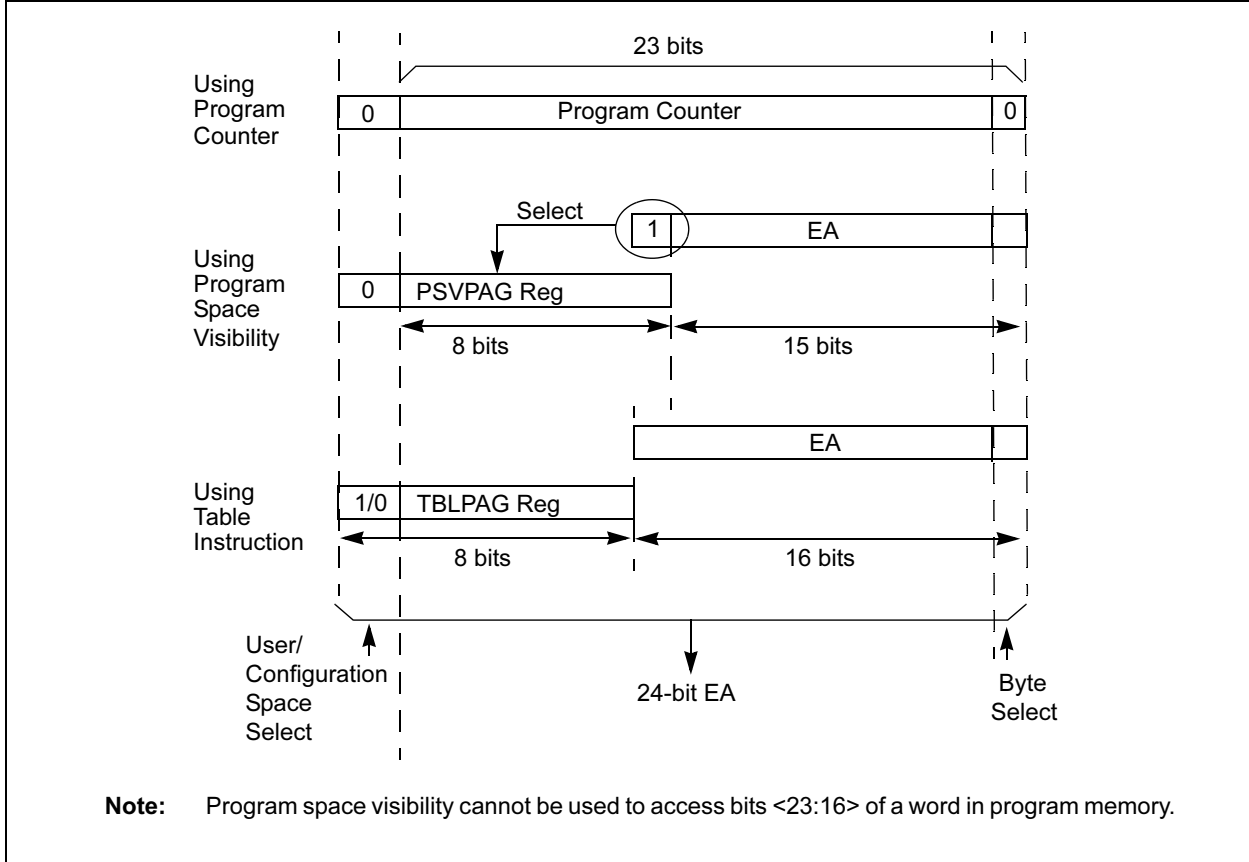 23 bits
Using
Program
Counter
0
Program Counter
0
Select
1
EA
Using
Program
Space
Visibility
0
PSVPAG Reg
8 bits
15 bits
EA
Using
Table
Instruction
1/0
TBLPAG Reg
8 bits
16 bits
User/
Configuration
Space
Select
24-bit EA
Byte
Select
Note: Program space visibility cannot be used to access bits <23:16> of a word in program memory.